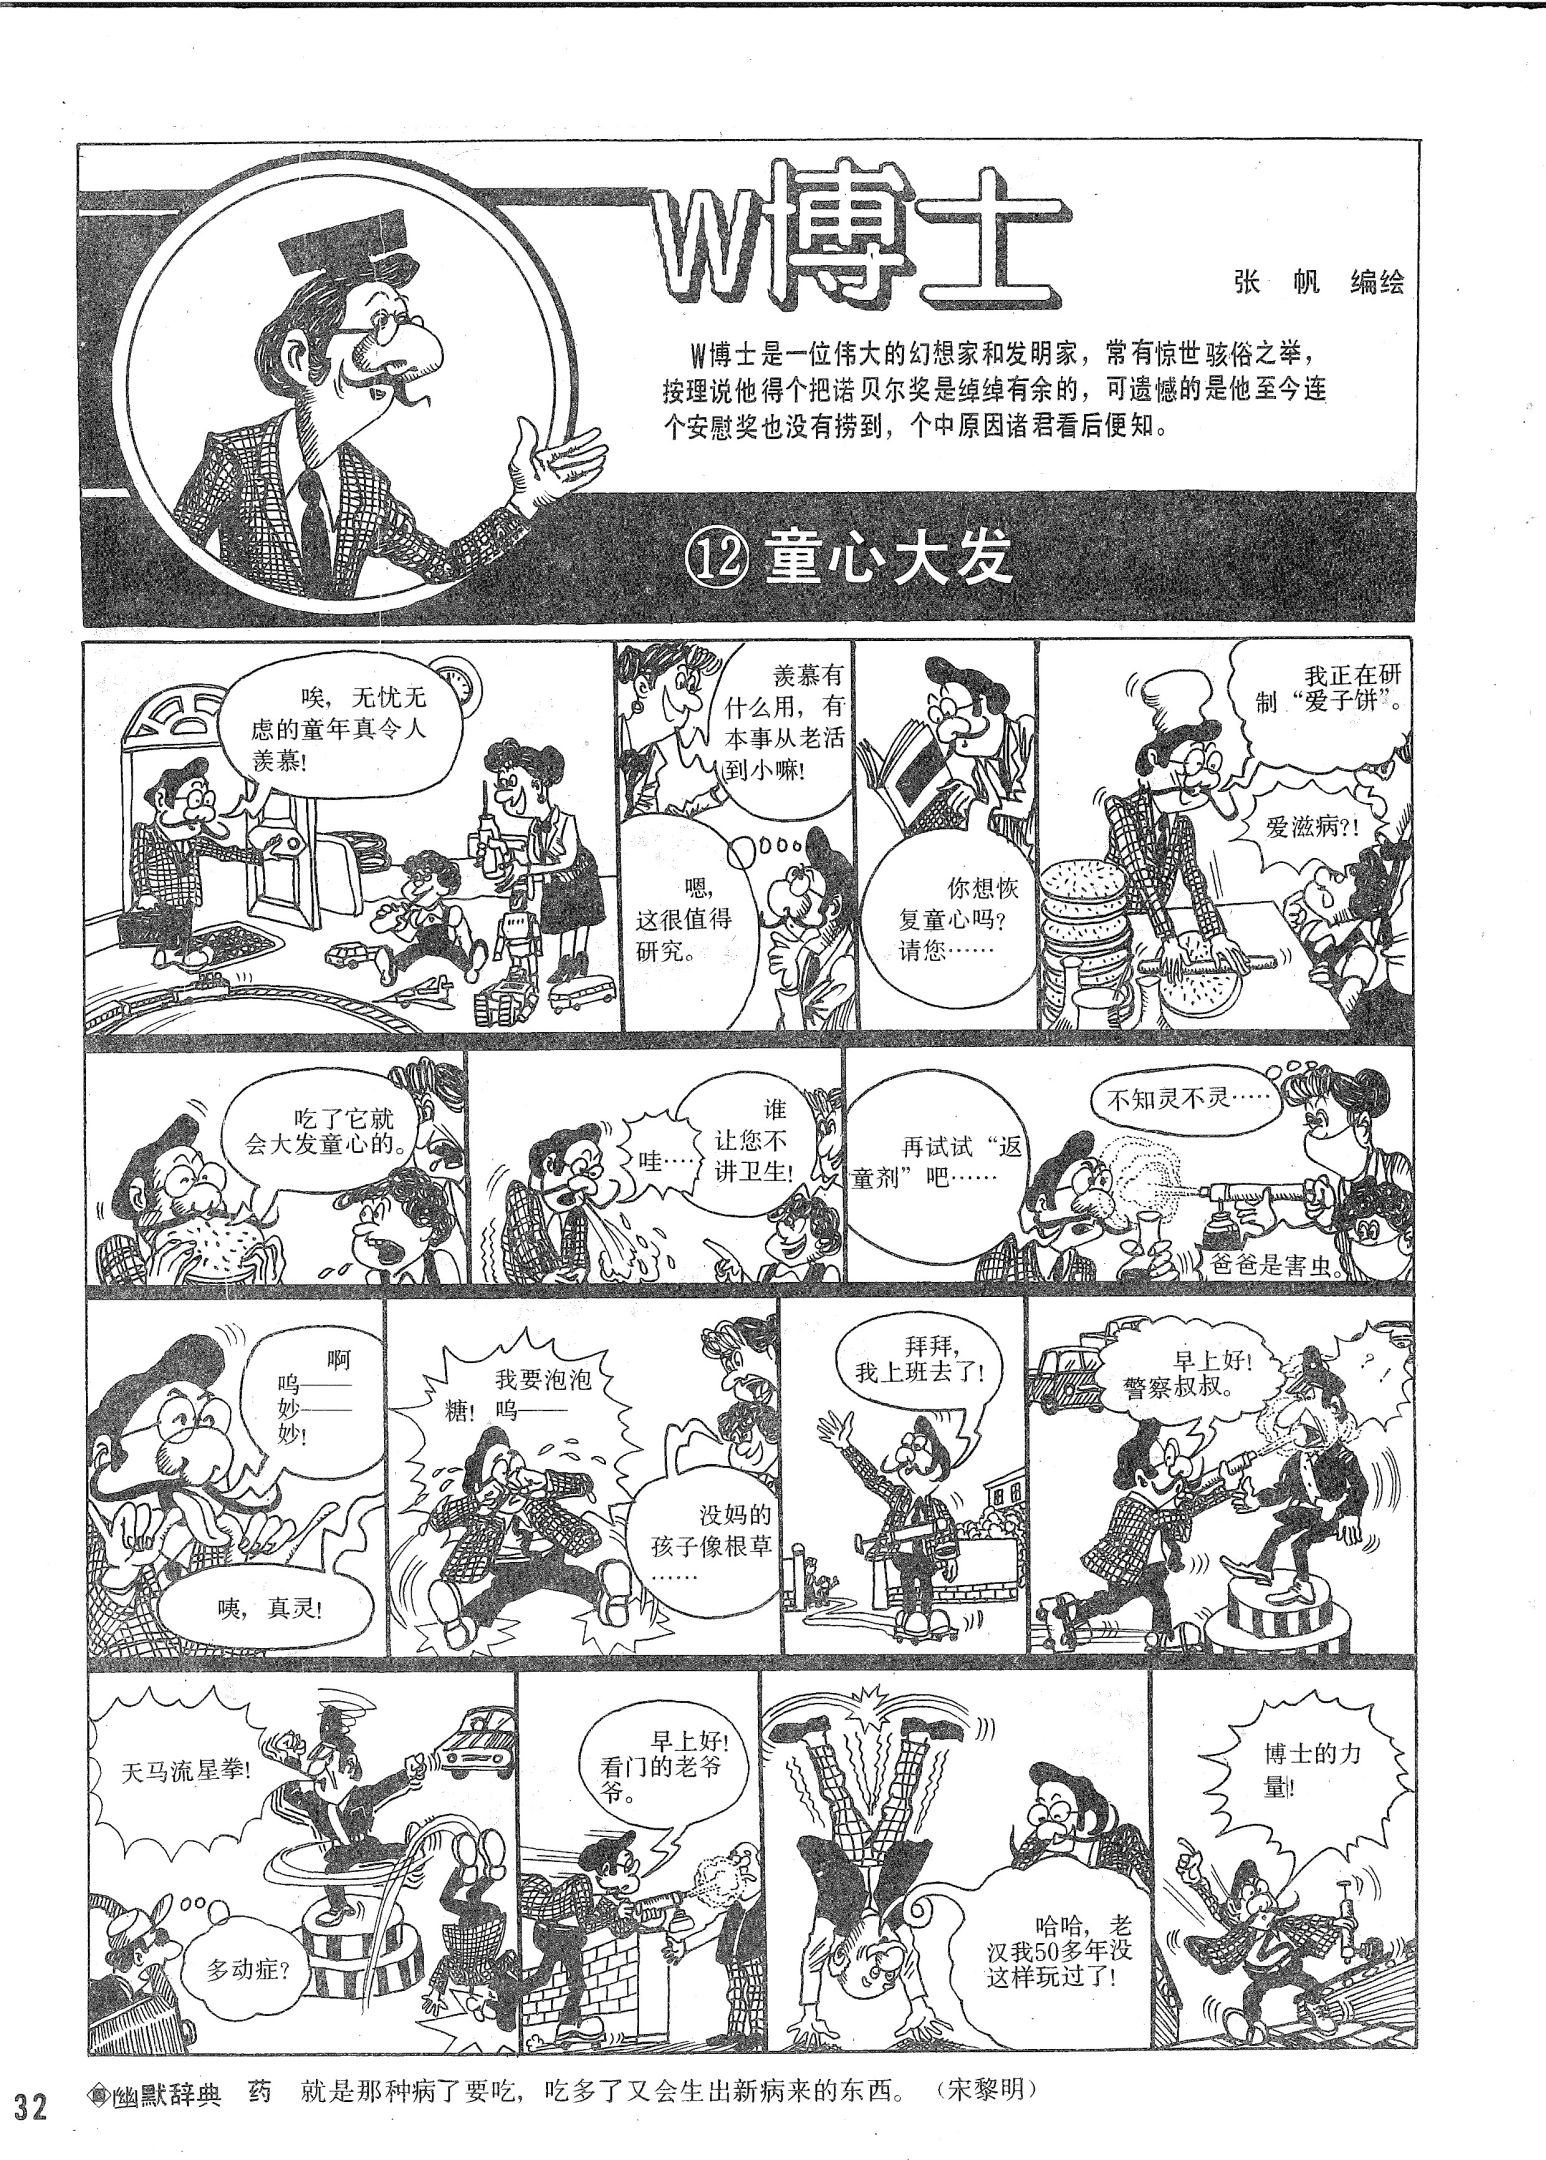 W博士
张 帆 编绘
W博士是一位伟大的幻想家和发明家，常有惊世骇俗之举，
按理说他得个把诺贝尔奖是绰绰有余的，可遗憾的是他至今连
个安慰奖也没有捞到，个中原因诸君看后便知。
⑫童心大发
唉，无忧无
虑的童年真令人
羡慕！
羡慕有
什么用，有
本事从老活
到小嘛！
嗯，
这很值得
研究。
你想恢
复童心吗？
请您……
我正在研
制“爱子饼”。
爱滋病？！
吃了它就
会大发童心的。
哇……
谁
让您不
讲卫生！
再试试“返
童剂”吧……
不知灵不灵……
爸爸是害虫。
啊
呜——
妙——
妙！
咦，真灵！
我要泡泡
糖！呜——
没妈的
孩子像根草
……
拜拜，
我上班去了！
早上好！
警察叔叔。
？！
天马流星拳！
多动症？
早上好！
看门的老爷
爷。
哈哈，老
汉我50多年没
这样玩过了！
博士的力
量！
幽默辞典 药 就是那种病了要吃，吃多了又会生出新病来的东西。（宋黎明）
32